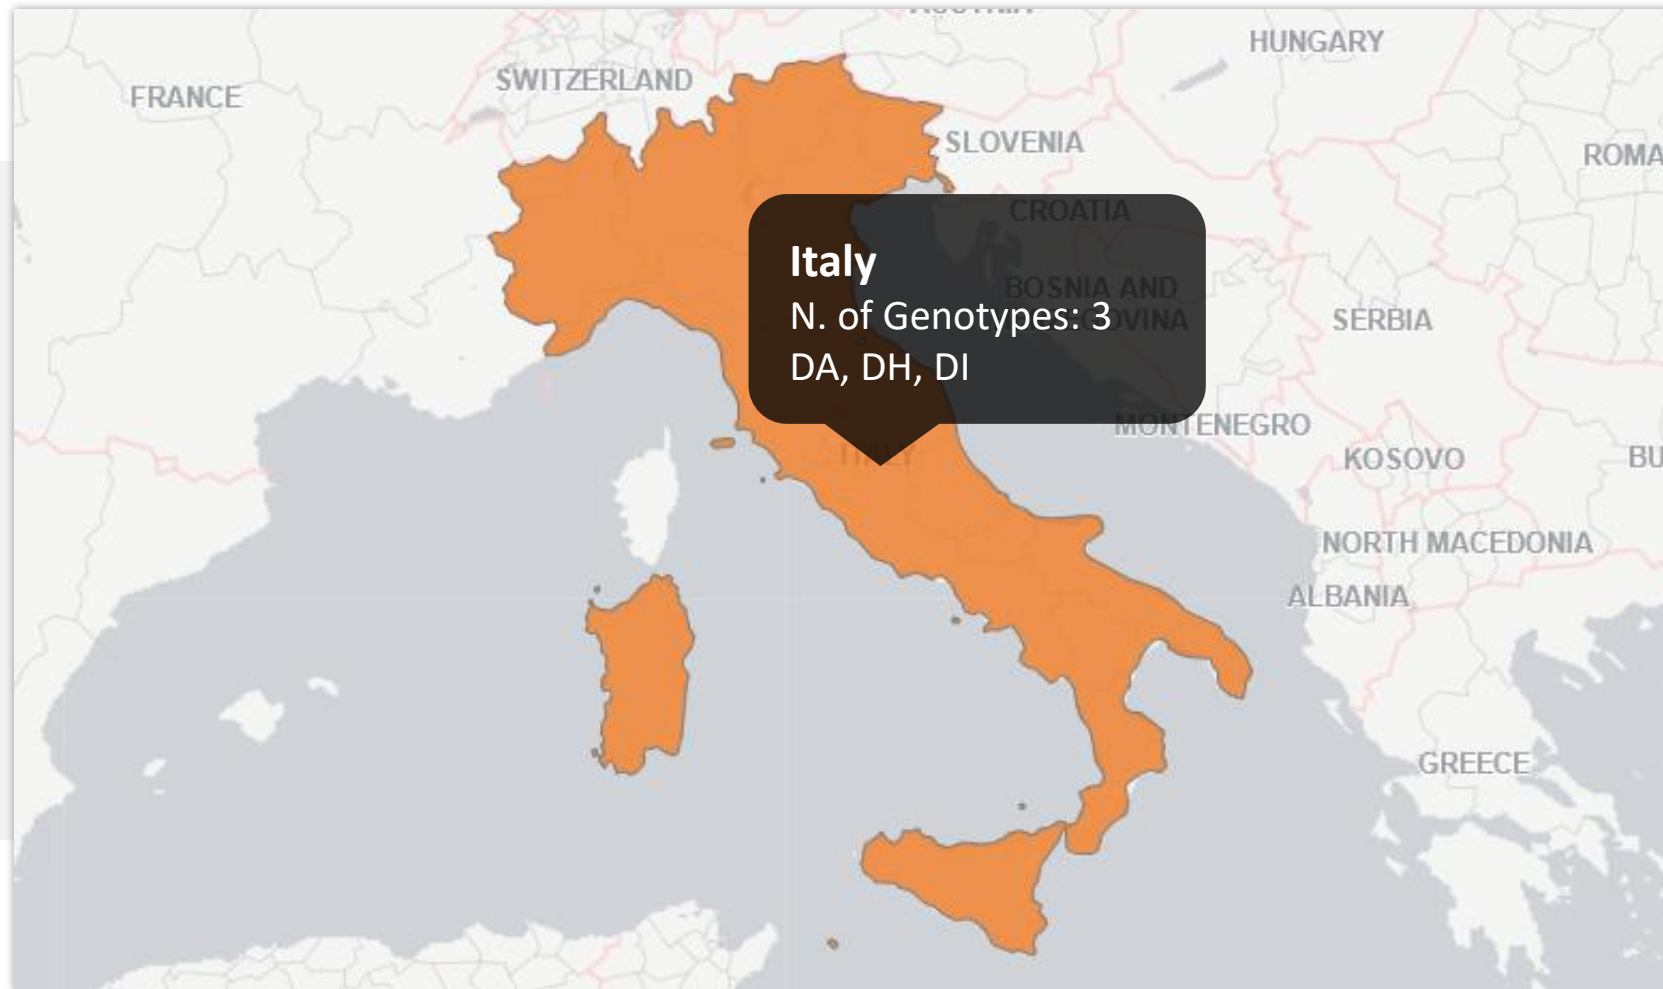 HUNGARY
SWITZERLAND
FRANCE
SLOVENIA
ROMA
CROATIA
Italy
BOSNIA AND
N. of Genotypes: 3
SERBIA
DA, DH, DI
MONTENEGRO
ITALY
KOSOVO
BU
NORTH MACEDONIA
ALBANIA
GREECE